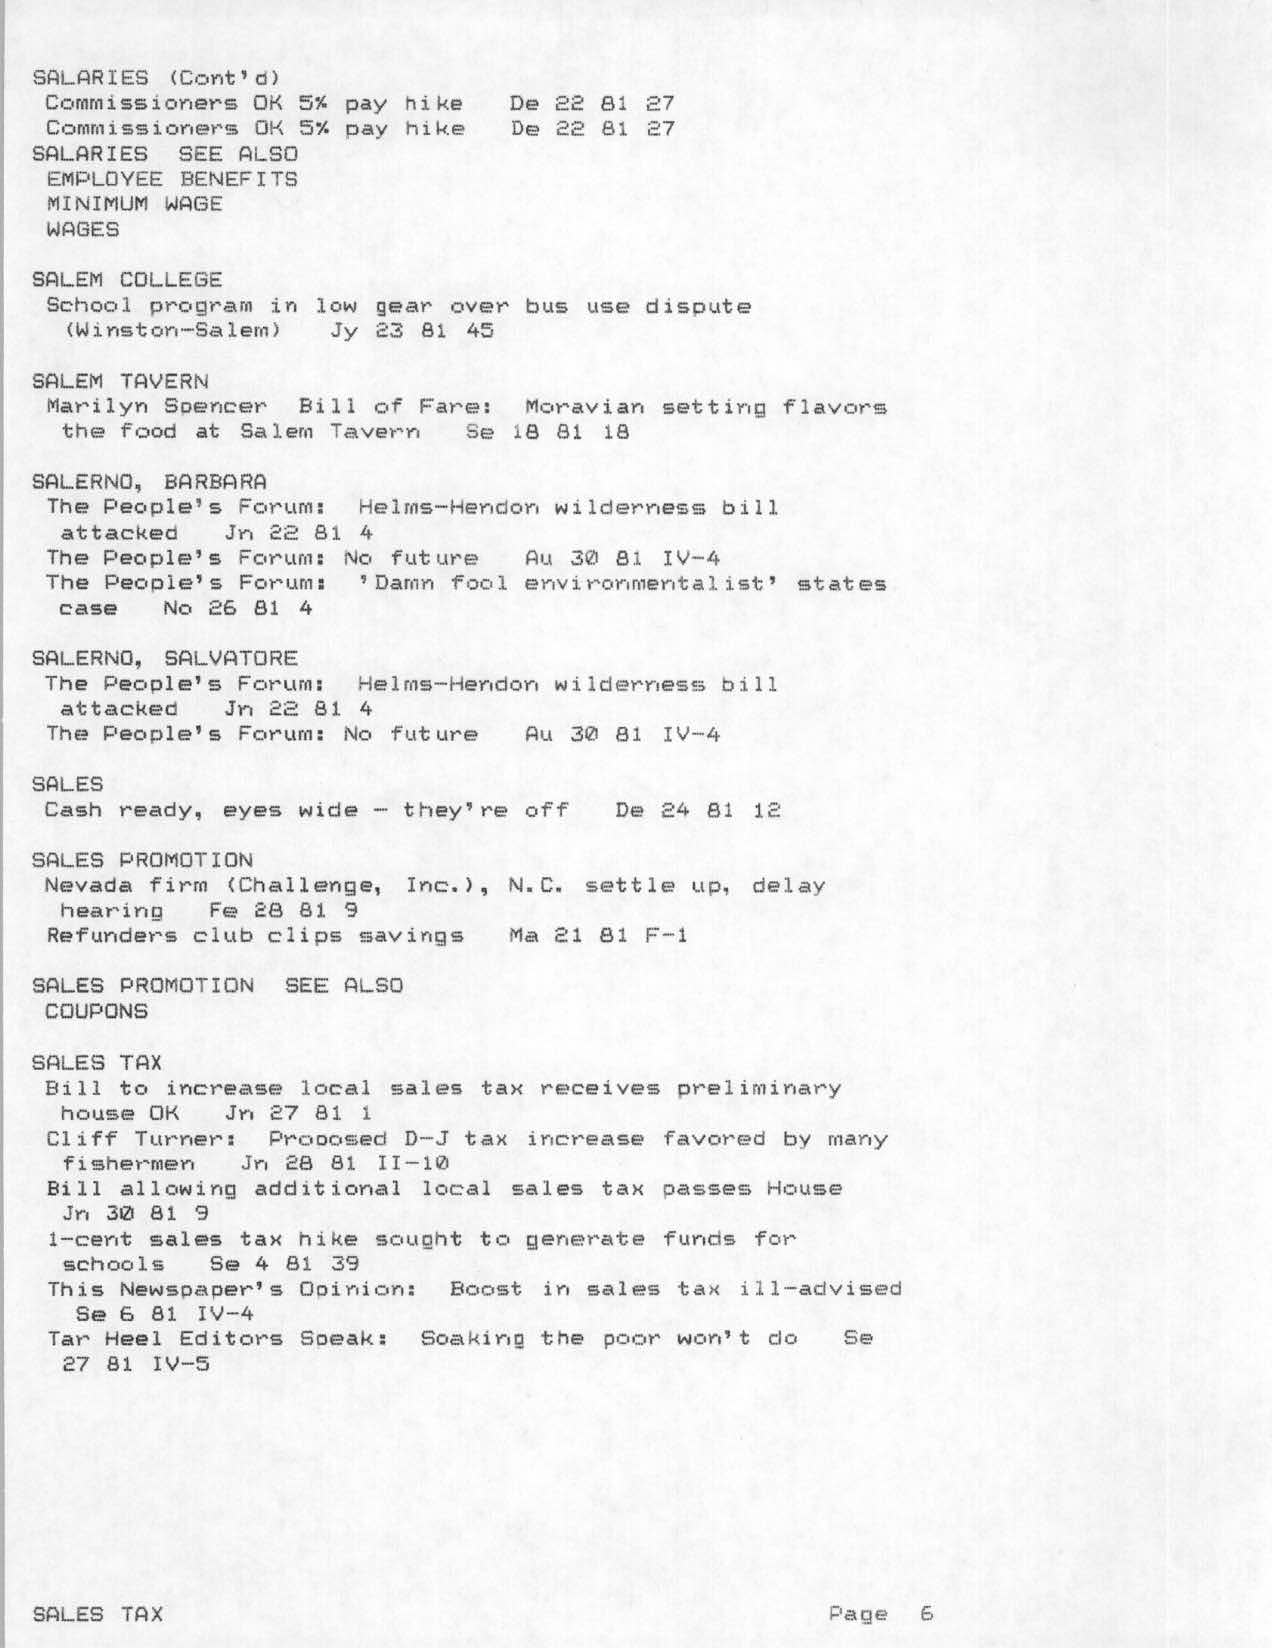 SALARIES (Cont'd)
Commissioners OK 5% pay hike   De 22 81 27
Commissioners OK 5% pay hike   De 22 81 27
SALARIES  SEE ALSO
EMPLOYEE BENEFITS
MINIMUM WAGE
WAGES
SALEM COLLEGE
School program in low gear over bus use dispute
(Winston-Salem)   Jy 23 81 45
SALEM TAVERN
Marilyn Spencer  Bill of Fare:  Moravian setting flavors
the food at Salem Tavern   Se 18 81 18
SALERNO, BARBARA
The People's Forum:  Helms-Hendon wilderness bill
attacked   Jn 22 81 4
The People's Forum: No future   Au 30 81 IV-4
The People's Forum:  'Damn fool environmentalist' states
case   No 26 81 4
SALERNO, SALVATORE
The People's Forum:  Helms-Hendon wilderness bill
attacked   Jn 22 81 4
The People's Forum: No future   Au 30 81 IV-4
SALES
Cash ready, eyes wide - they're off   De 24 81 12
SALES PROMOTION
Nevada firm (Challenge, Inc.), N.C. settle up, delay
hearing   Fe 28 81 9
Refunders club clips savings   Ma 21 81 F-1
SALES PROMOTION  SEE ALSO
COUPONS
SALES TAX
Bill to increase local sales tax receives preliminary
house OK   Jn 27 81 1
Cliff Turner:  Proposed D-J tax increase favored by many
fishermen   Jn 28 81 II-10
Bill allowing additional local sales tax passes House
Jn 30 81 9
1-cent sales tax hike sought to generate funds for
schools   Se 4 81 39
This Newspaper's Opinion:  Boost in sales tax ill-advised
Se 6 81 IV-4
Tar Heel Editors Speak:  Soaking the poor won't do   Se
27 81 IV-5
SALES TAX   Page  6